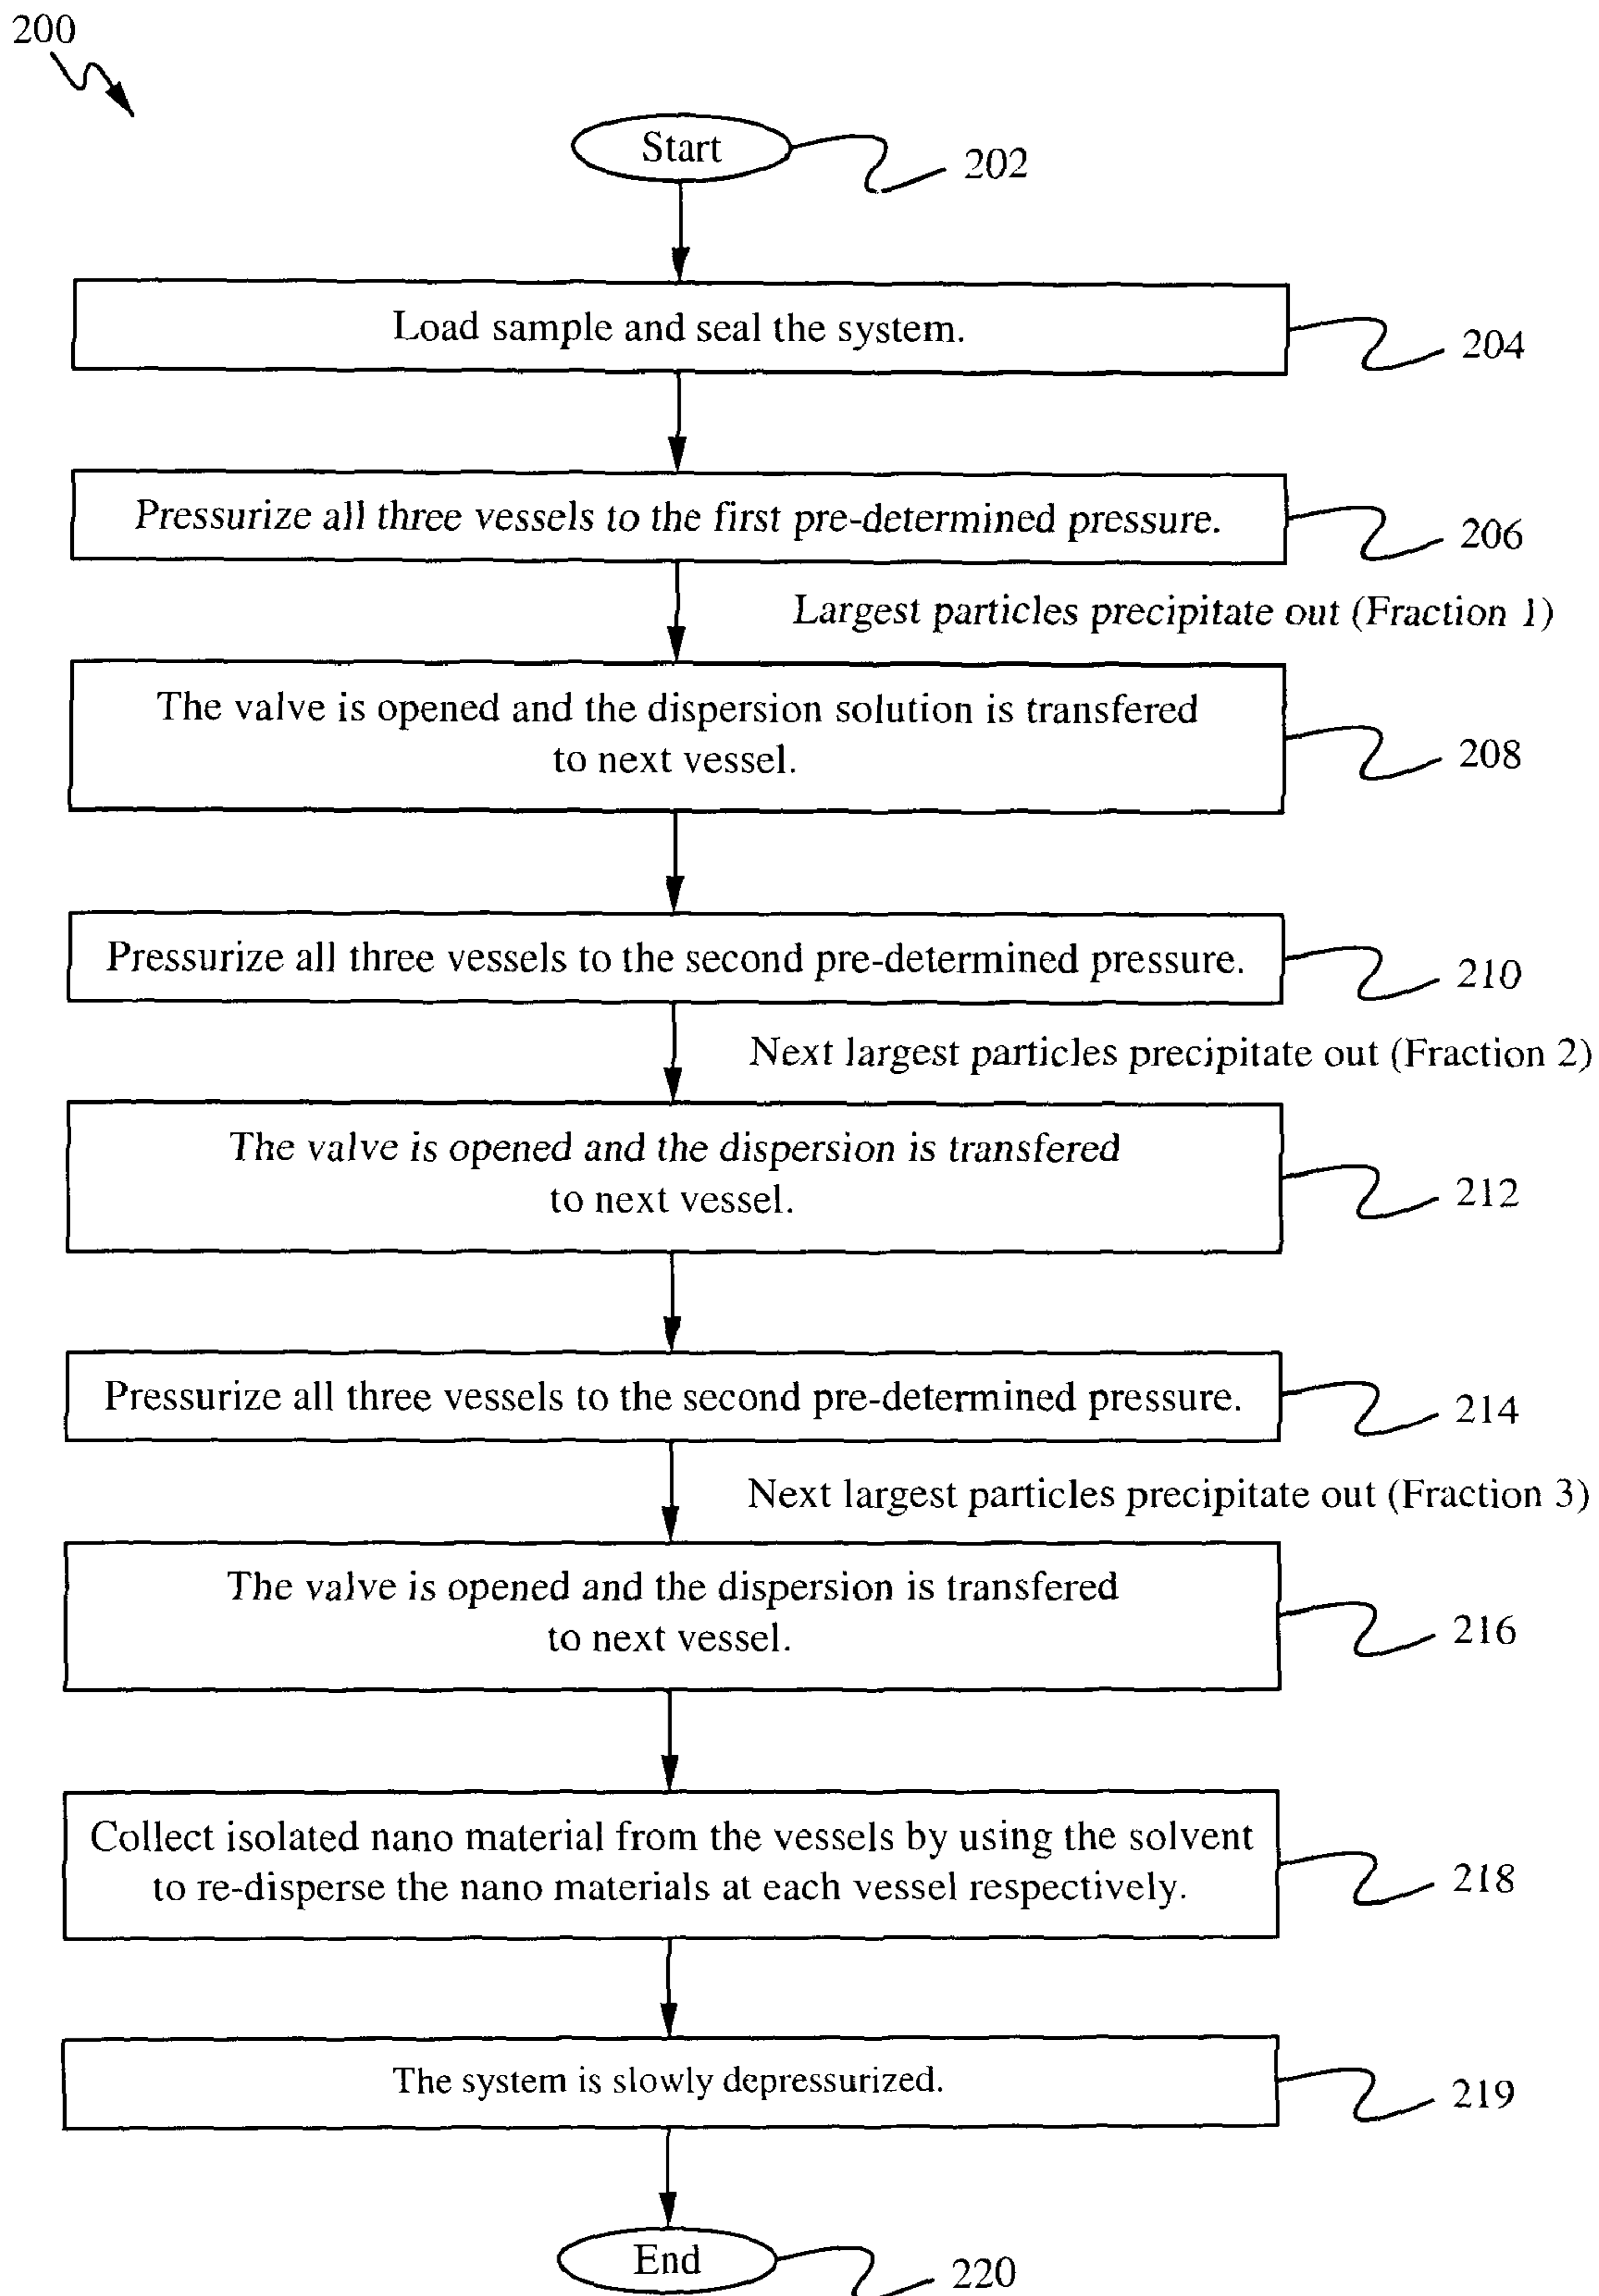 200
Start
202
Load sample and seal the system.
204
Pressurize all three vessels to the first pre-determined pressure.
206
Largest particles precipitate out (Fraction 1)
The valve is opened and the dispersion solution is transfered
to next vessel.
208
Pressurize all three vessels to the second pre-determined pressure.
210
Next largest particles precipitate out (Fraction 2)
The valve is opened and the dispersion is transfered
to next vessel.
212
Pressurize all three vessels to the second pre-determined pressure.
214
Next largest particles precipitate out (Fraction 3)
The valve is opened and the dispersion is transfered
to next vessel.
216
Collect isolated nano material from the vessels by using the solvent
to re-disperse the nano materials at each vessel respectively.
218
The system is slowly depressurized.
219
End
220